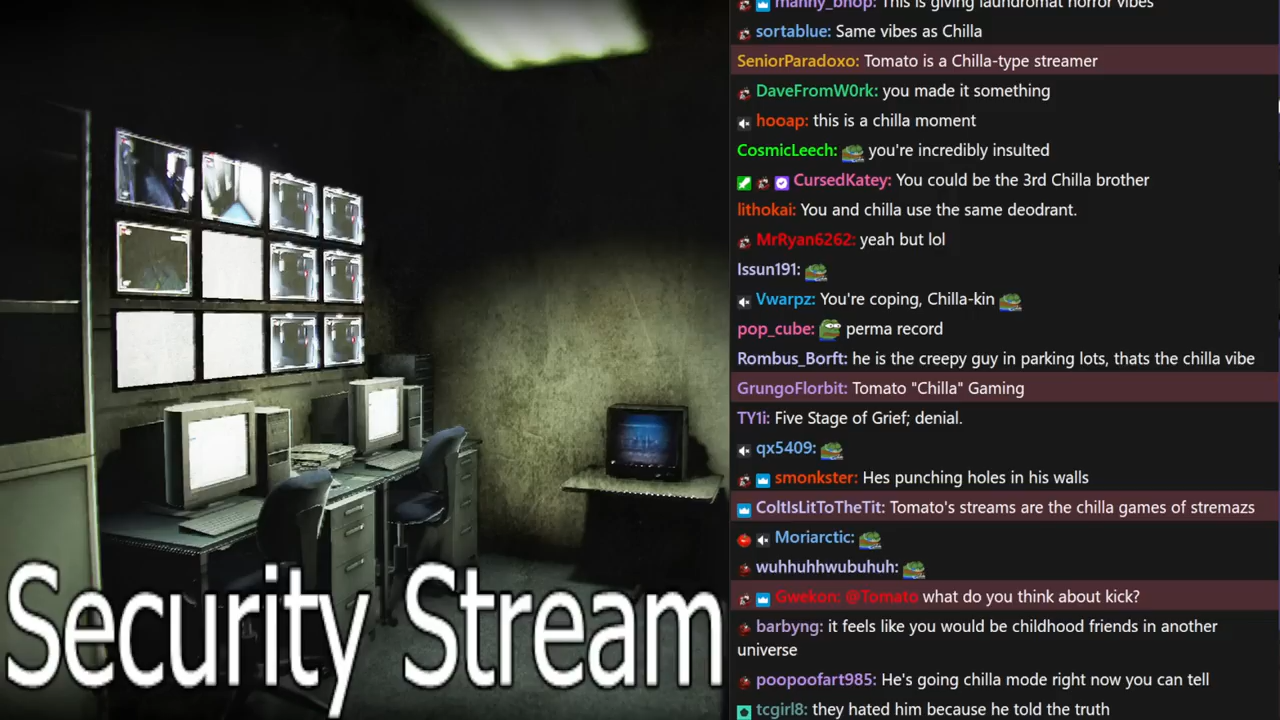 manny_bhop: This is giving laundromat horror vibes
sortablue: Same vibes as Chilla
SeniorParadoxo: Tomato is a Chilla-type streamer
DaveFromW0rk: you made it something
hooap: this is a chilla moment
CosmicLeech: you're incredibly insulted
CursedKatey: You could be the 3rd Chilla brother
lithokai: You and chilla use the same deodrant.
MrRyan6262: yeah but lol
Issun191:
Vwarpz: You're coping, Chilla-kin
pop_cube: perma record
Rombus_Borft: he is the creepy guy in parking lots, thats the chilla vibe
GrungoFlorbit: Tomato "Chilla" Gaming
TY1i: Five Stage of Grief; denial.
qx5409:
smonkster: Hes punching holes in his walls
ColtIsLitToTheTit: Tomato's streams are the chilla games of stremazs
Moriarctic:
wuhhuhhwubuhuh:
Gwekon: @Tomato what do you think about kick?
barbyng: it feels like you would be childhood friends in another
universe
poopoofart985: He's going chilla mode right now you can tell
tcgirl8: they hated him because he told the truth
Security Stream